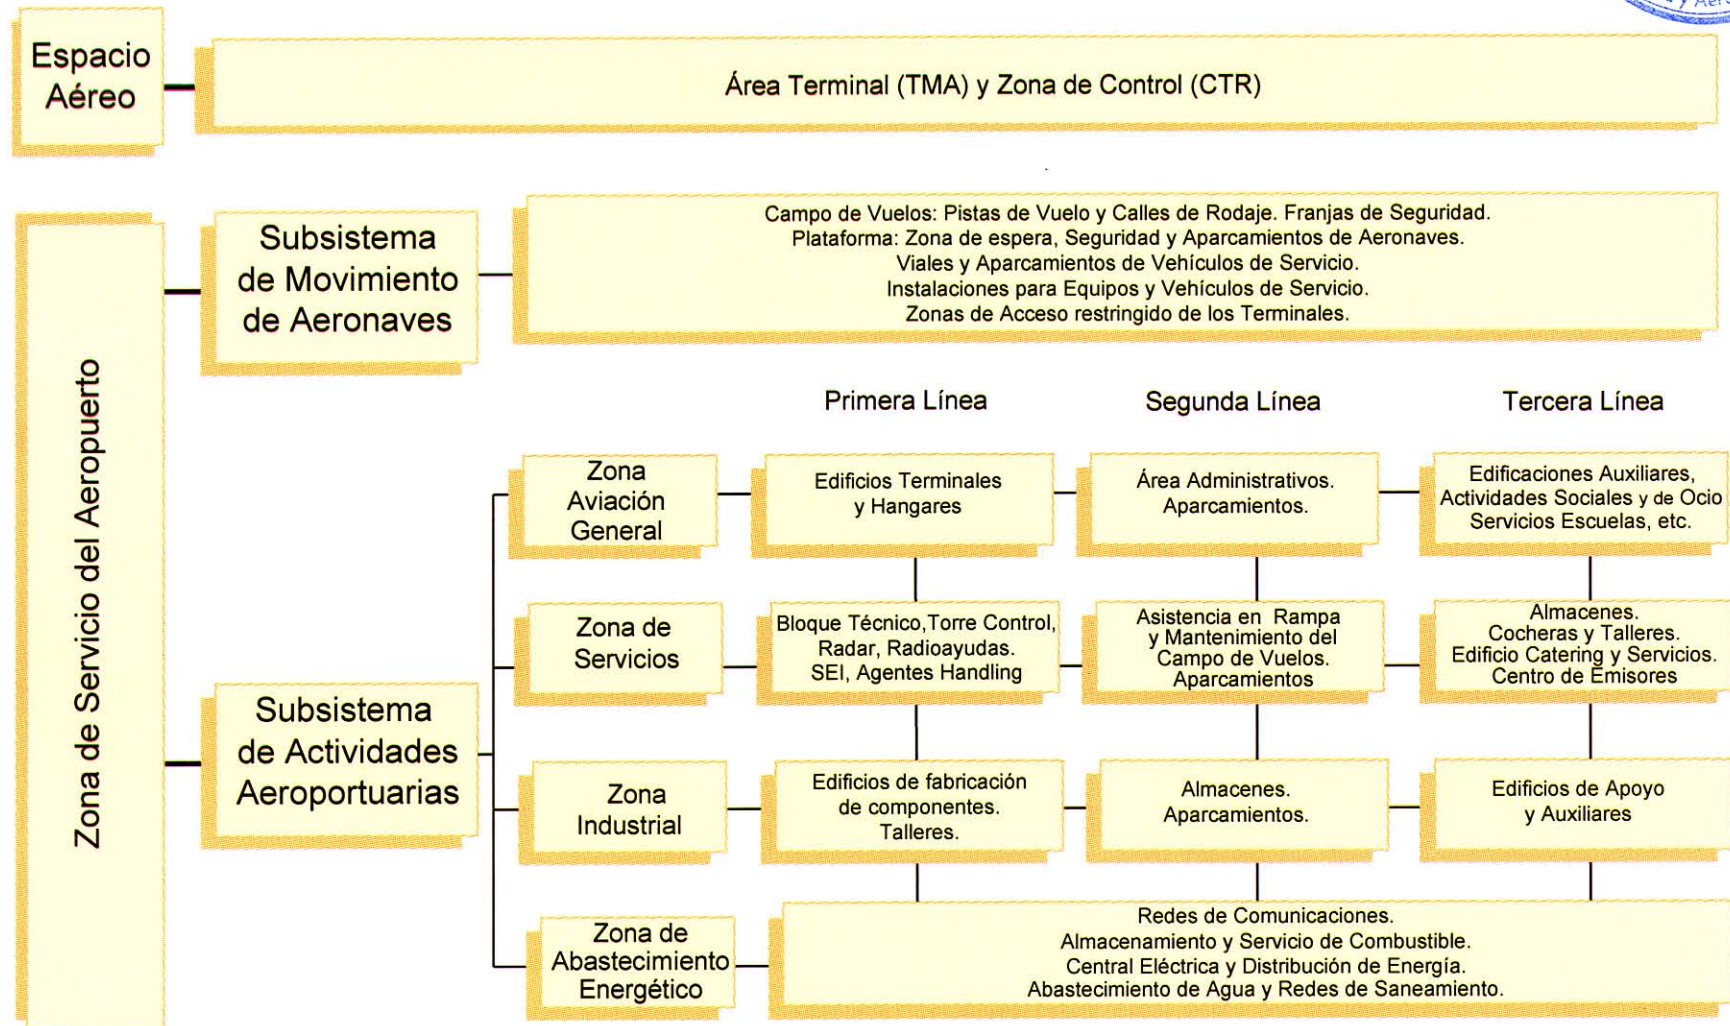 y Aero
Espacio
Aéreo
Área Terminal (TMA) y Zona de Control (CTR)
Zona de Servicio del Aeropuerto
Subsistema
de Movimiento
de Aeronaves
Campo de Vuelos: Pistas de Vuelo y Calles de Rodaje. Franjas de Seguridad.
Plataforma: Zona de espera, Seguridad y Aparcamientos de Aeronaves.
Viales y Aparcamientos de Vehículos de Servicio.
Instalaciones para Equipos y Vehículos de Servicio.
Zonas de Acceso restringido de los Terminales.
Subsistema
de Actividades
Aeroportuarias
Primera Línea
Segunda Línea
Tercera Línea
Zona
Aviación
General
Edificios Terminales
y Hangares
Área Administrativos.
Aparcamientos.
Edificaciones Auxiliares,
Actividades Sociales y de Ocio
Servicios Escuelas, etc.
Zona de
Servicios
Bloque Técnico,Torre Control,
Radar, Radioayudas.
SEI, Agentes Handling
Asistencia en Rampa
y Mantenimiento del
Campo de Vuelos.
Aparcamientos
Almacenes.
Cocheras y Talleres.
Edificio Catering y Servicios.
Centro de Emisores
Zona
Industrial
Edificios de fabricación
de componentes.
Talleres.
Almacenes.
Aparcamientos.
Edificios de Apoyo
y Auxiliares
Zona de
Abastecimiento
Energético
Redes de Comunicaciones.
Almacenamiento y Servicio de Combustible.
Central Eléctrica y Distribución de Energía.
Abastecimiento de Agua y Redes de Saneamiento.